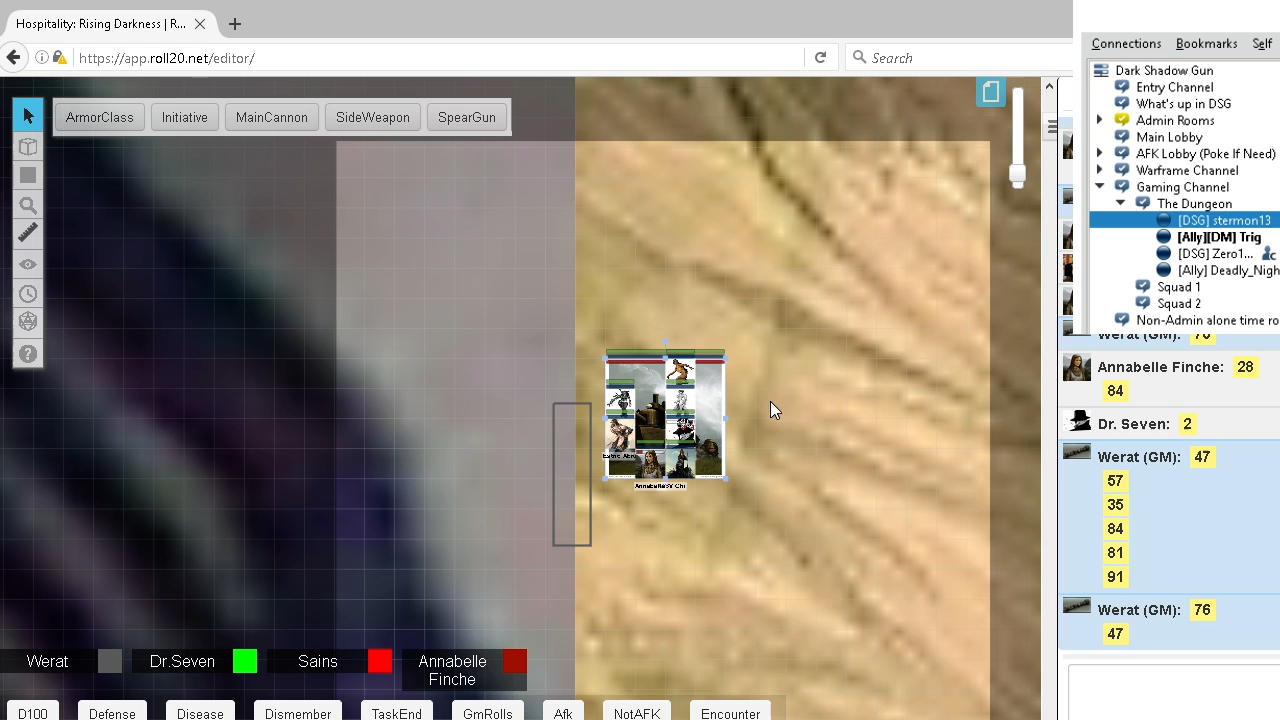 Hospitality: Rising Darkness | R...
https://app.roll20.net/editor/
Search
ArmorClass
Initiative
MainCannon
SideWeapon
SpearGun
Connections Bookmarks Self
Dark Shadow Gun
Entry Channel
What's up in DSG
Admin Rooms
Main Lobby
AFK Lobby (Poke If Need)
Warframe Channel
Gaming Channel
The Dungeon
[DSG] stermon13
[Ally][DM] Trig
[DSG] Zero1...
[Ally] Deadly_Nigh
Squad 1
Squad 2
Non-Admin alone time ro
Werat (GM): 76
Annabelle Finche: 28
84
Dr. Seven: 2
Werat (GM): 47
57
35
84
81
91
Werat (GM): 76
47
Werat
Dr.Seven
Sains
Annabelle
Finche
D100
Defense
Disease
Dismember
TaskEnd
GmRolls
Afk
NotAFK
Encounter